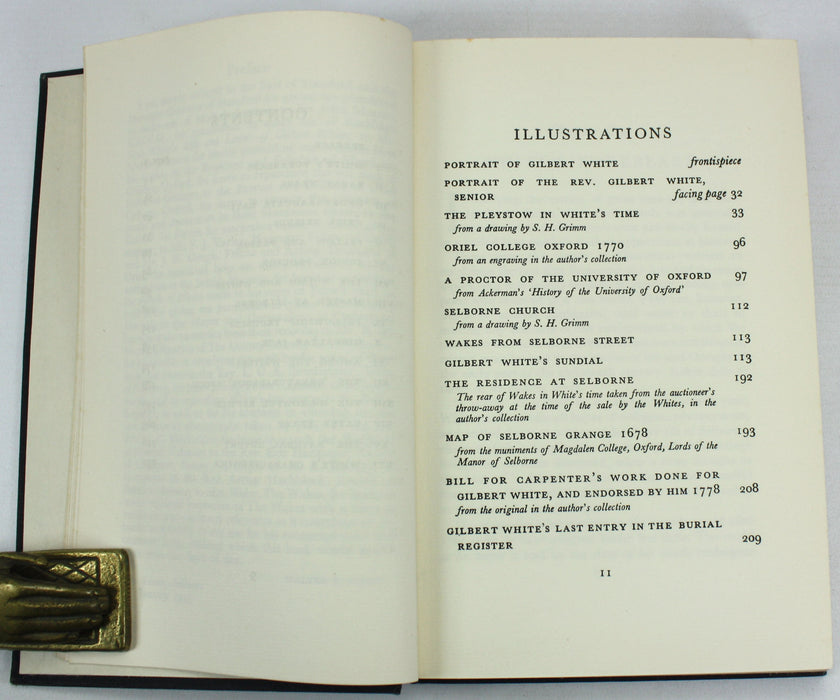 ILLUSTRATIONS
PORTRAIT OF GILBERT WHITE frontispiece
PORTRAIT OF THE REV. GILBERT WHITE,
SENIOR facing page 32
THE PLEYSTOW IN WHITE'S TIME 33
from a drawing by S. H. Grimm
ORIEL COLLEGE OXFORD 1770 96
from an engraving in the author's collection
A PROCTOR OF THE UNIVERSITY OF OXFORD 97
from Ackerman's 'History of the University of Oxford'
SELBORNE CHURCH 112
from a drawing by S. H. Grimm
WAKES FROM SELBORNE STREET 113
GILBERT WHITE'S SUNDIAL 113
THE RESIDENCE AT SELBORNE 192
The rear of Wakes in White's time taken from the auctioneer's
throw-away at the time of the sale by the Whites, in the
author's collection
MAP OF SELBORNE GRANGE 1678 193
from the muniments of Magdalen College, Oxford, Lords of the
Manor of Selborne
BILL FOR CARPENTER'S WORK DONE FOR
GILBERT WHITE, AND ENDORSED BY HIM 1778 208
from the original in the author's collection
GILBERT WHITE'S LAST ENTRY IN THE BURIAL
REGISTER 209
11